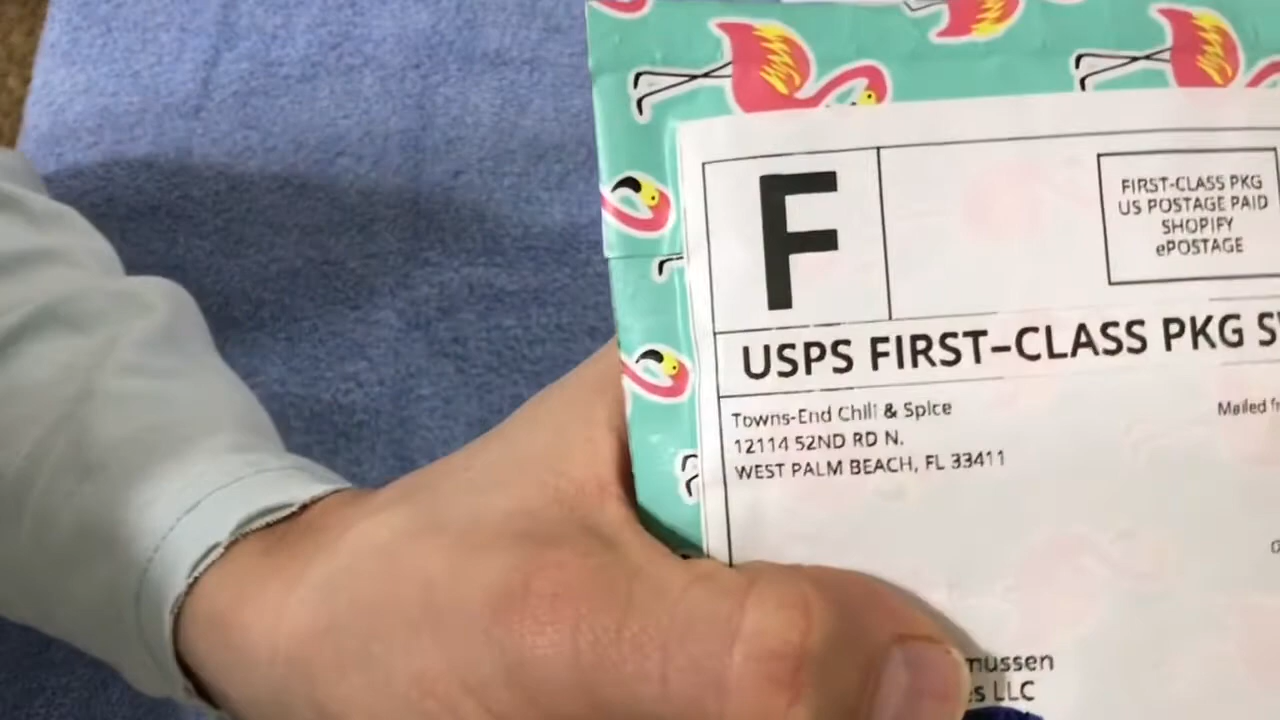 F
FIRST-CLASS PKG
US POSTAGE PAID
SHOPIFY
ePOSTAGE
USPS FIRST-CLASS PKG
Towns-End Chili & Spice
12114 52ND RD N.
WEST PALM BEACH, FL 33411
Mailed
LLC